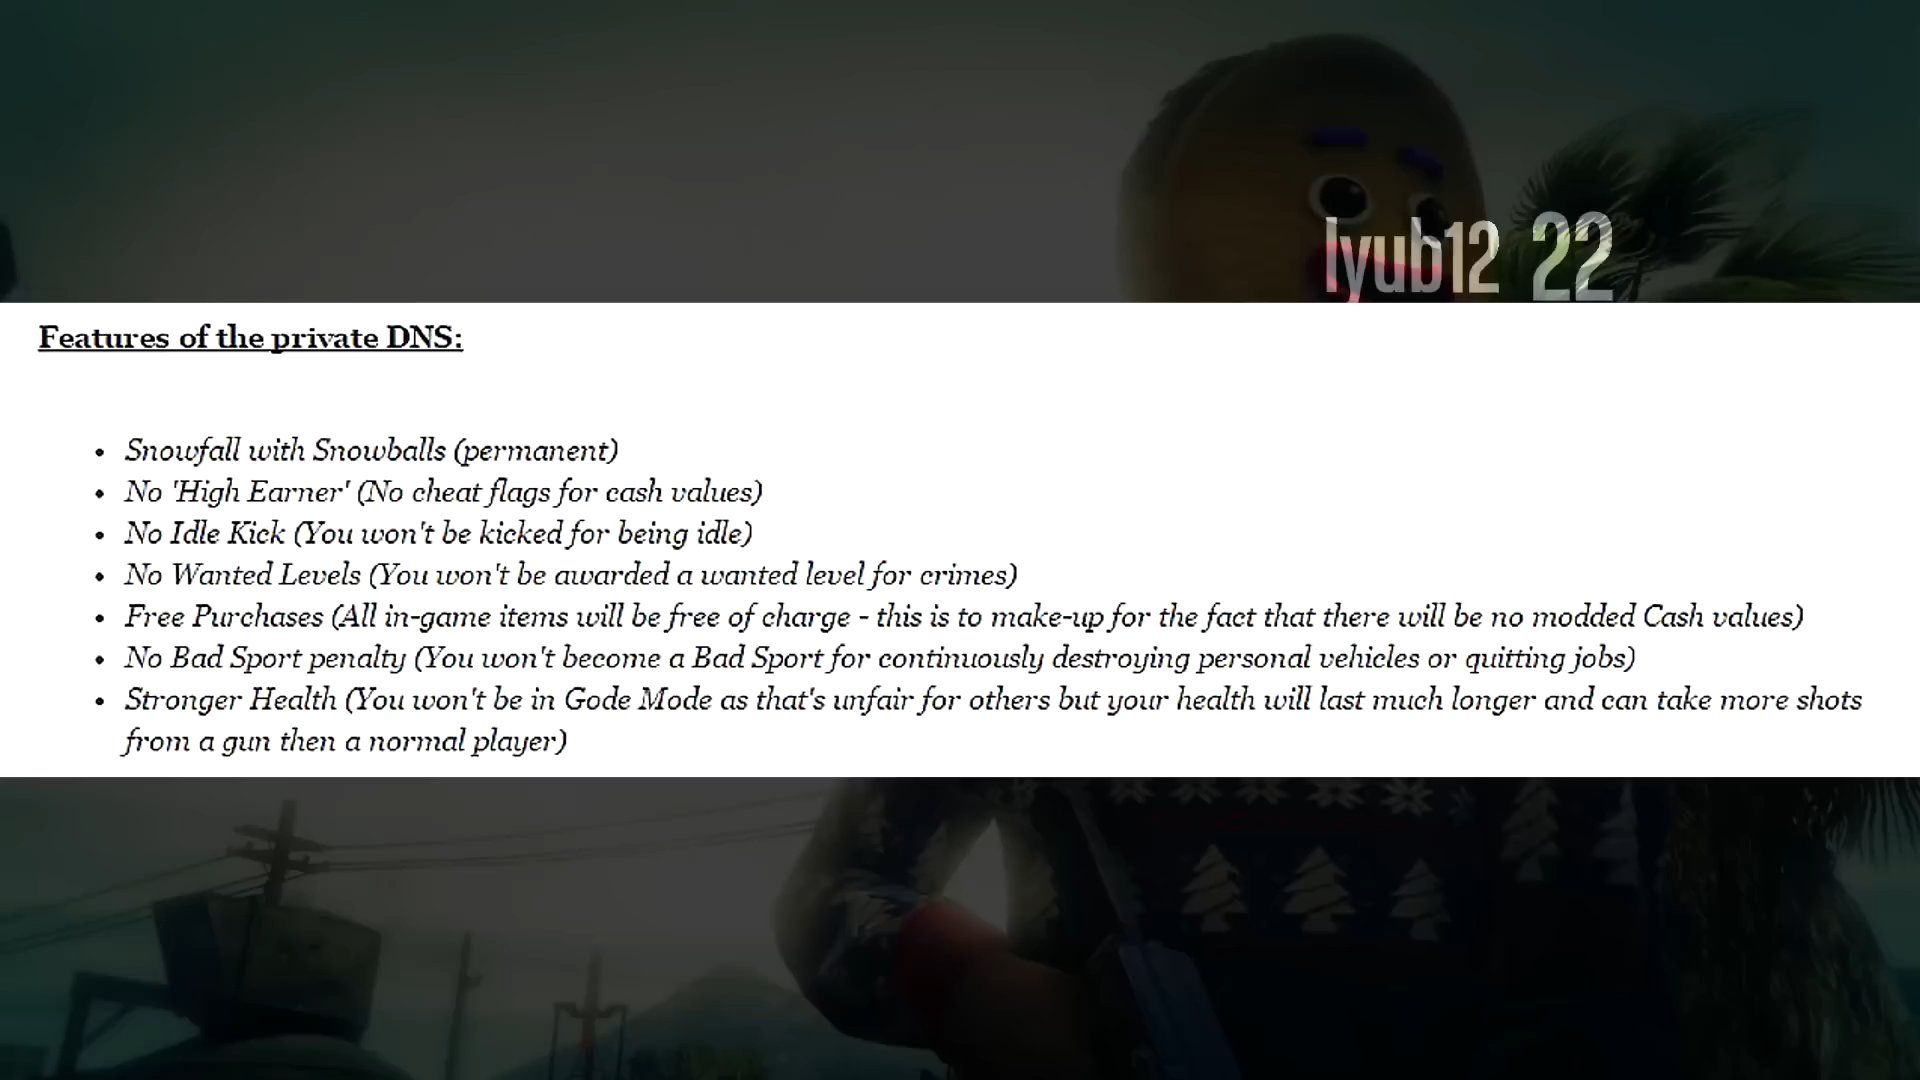 lyub12 22
Features of the private DNS:
• Snowfall with Snowballs (permanent)
• No 'High Earner' (No cheat flags for cash values)
• No Idle Kick (You won't be kicked for being idle)
• No Wanted Levels (You won't be awarded a wanted level for crimes)
• Free Purchases (All in-game items will be free of charge - this is to make-up for the fact that there will be no modded Cash values)
• No Bad Sport penalty (You won't become a Bad Sport for continuously destroying personal vehicles or quitting jobs)
• Stronger Health (You won't be in Gode Mode as that's unfair for others but your health will last much longer and can take more shots
from a gun then a normal player)